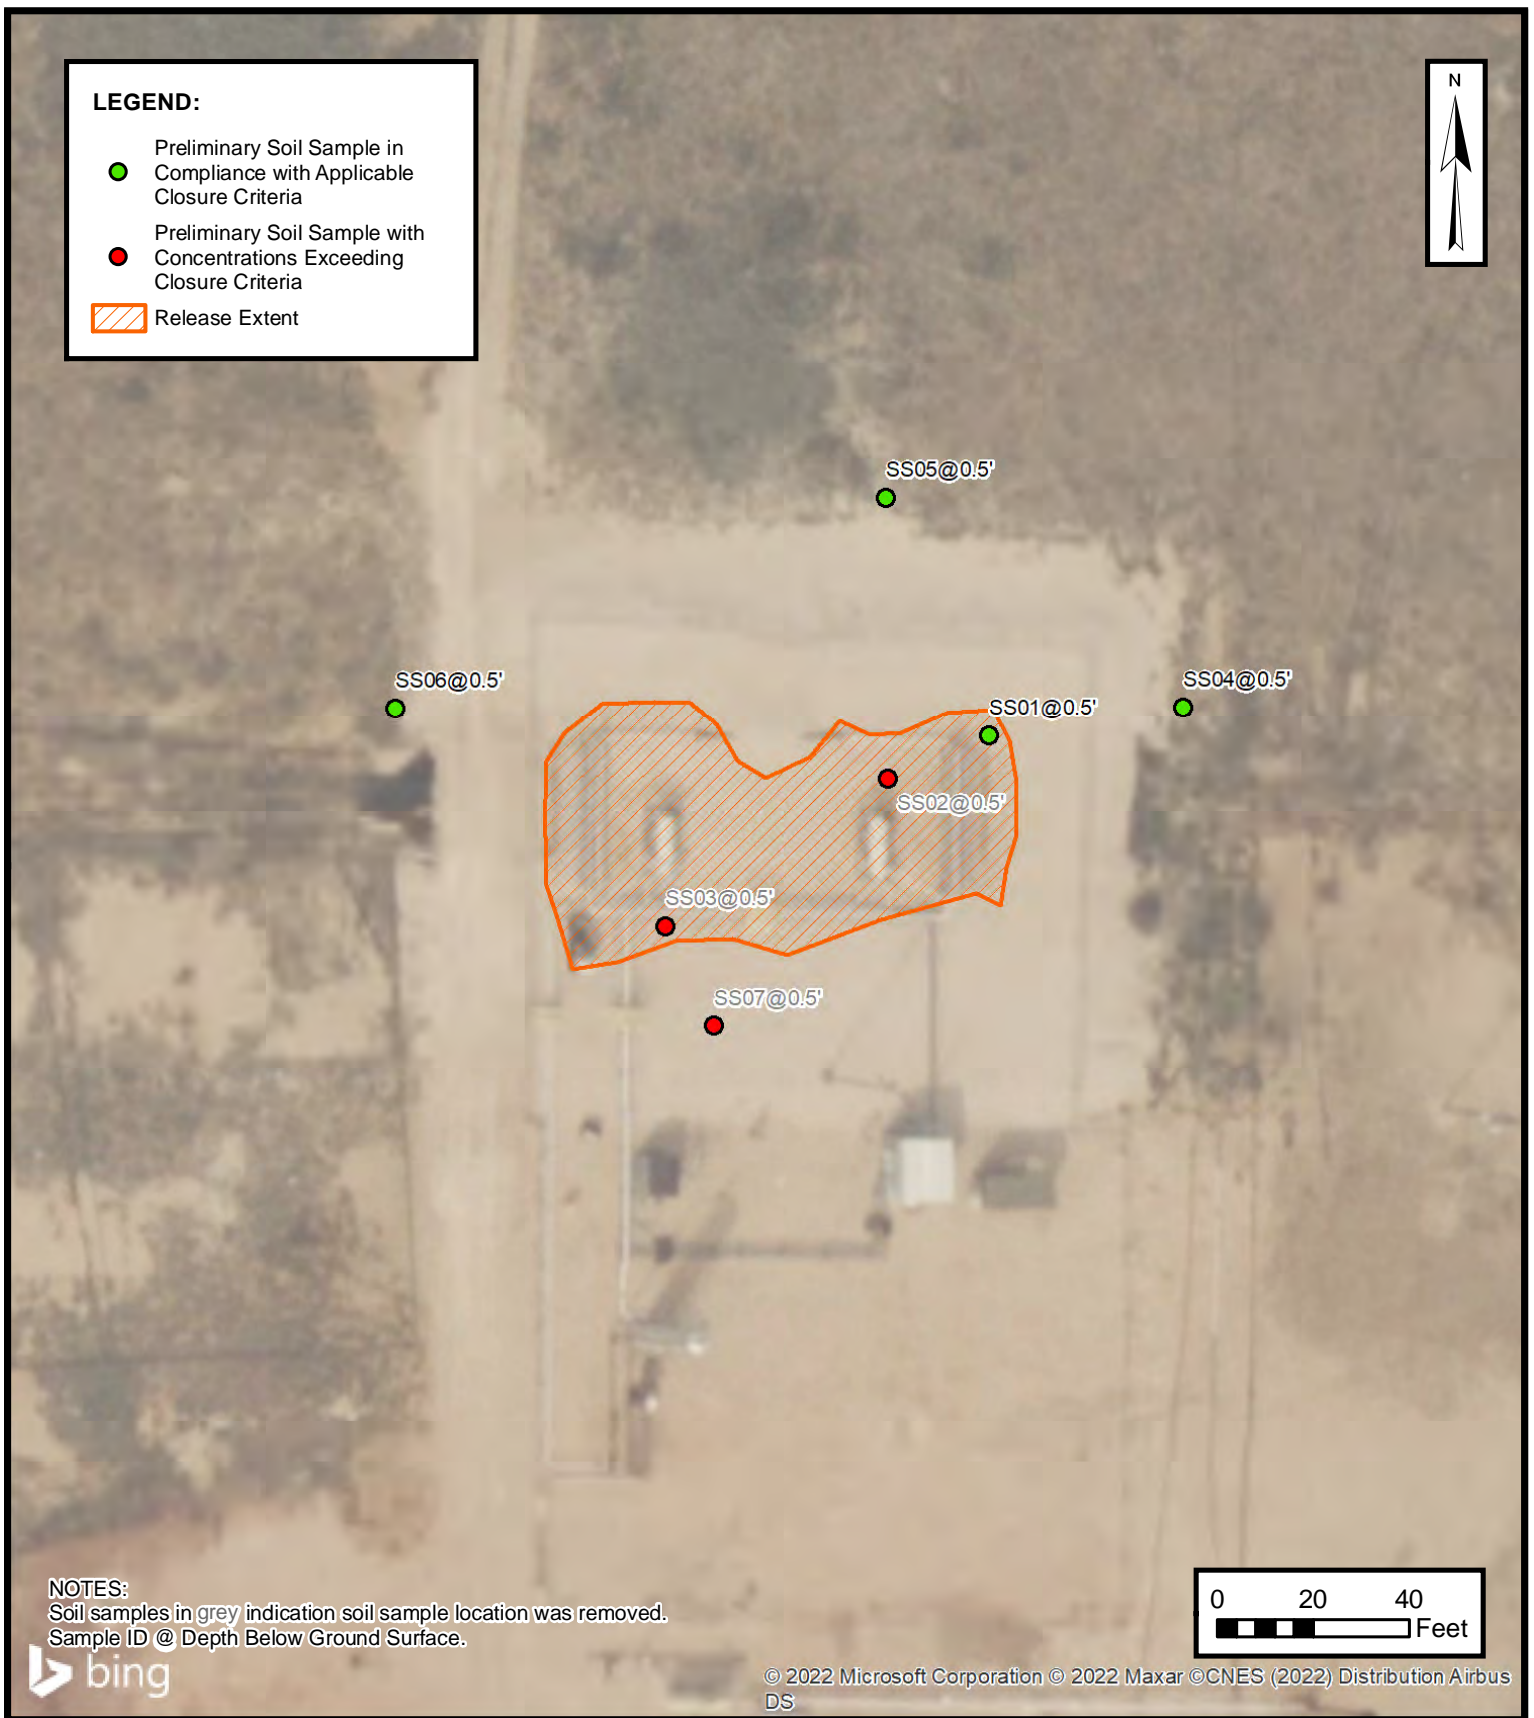 LEGEND:
Preliminary Soil Sample in
Compliance with Applicable
Closure Criteria
Preliminary Soil Sample with
Concentrations Exceeding
Closure Criteria
Release Extent
N
SS05@0.5'
SS06@0.5'
SS04@0.5'
SS01@0.5'
SS02@0.5'
SS03@0.5'
SS07@0.5'
NOTES:
Soil samples in grey indication soil sample location was removed.
Sample ID @ Depth Below Ground Surface.
bing
0 20 40
Feet
© 2022 Microsoft Corporation © 2022 Maxar ©CNES (2022) Distribution Airbus
DS